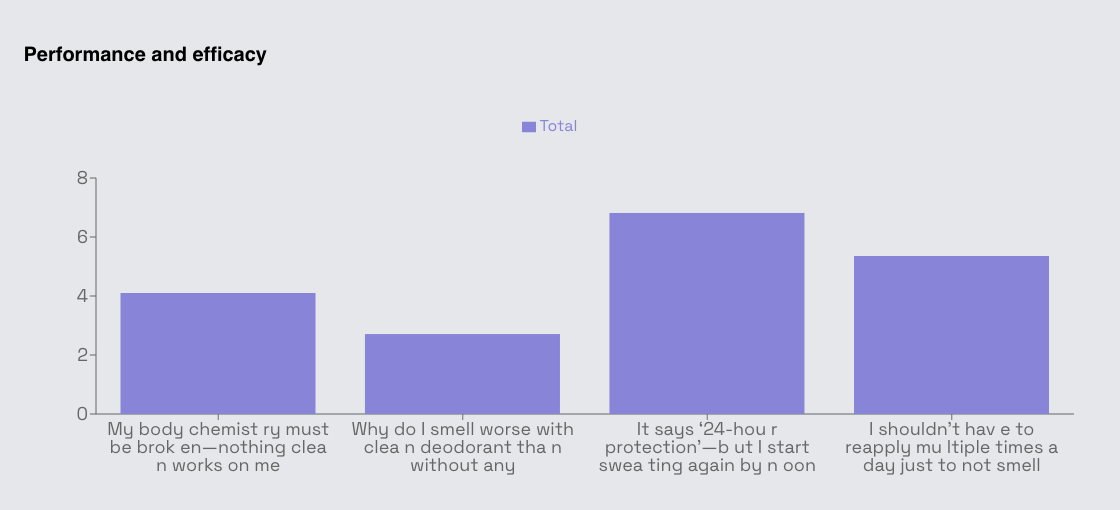 Performance and efficacy
Total
8
6
4
2
0
My body chemist ry must
be brok en—nothing clea
n works on me
Why do I smell worse with
clea n deodorant tha n
without any
It says ‘24-hou r
protection’—b ut I start
swea ting again by n oon
I shouldn’t hav e to
reapply mu ltiple times a
day just to not smell